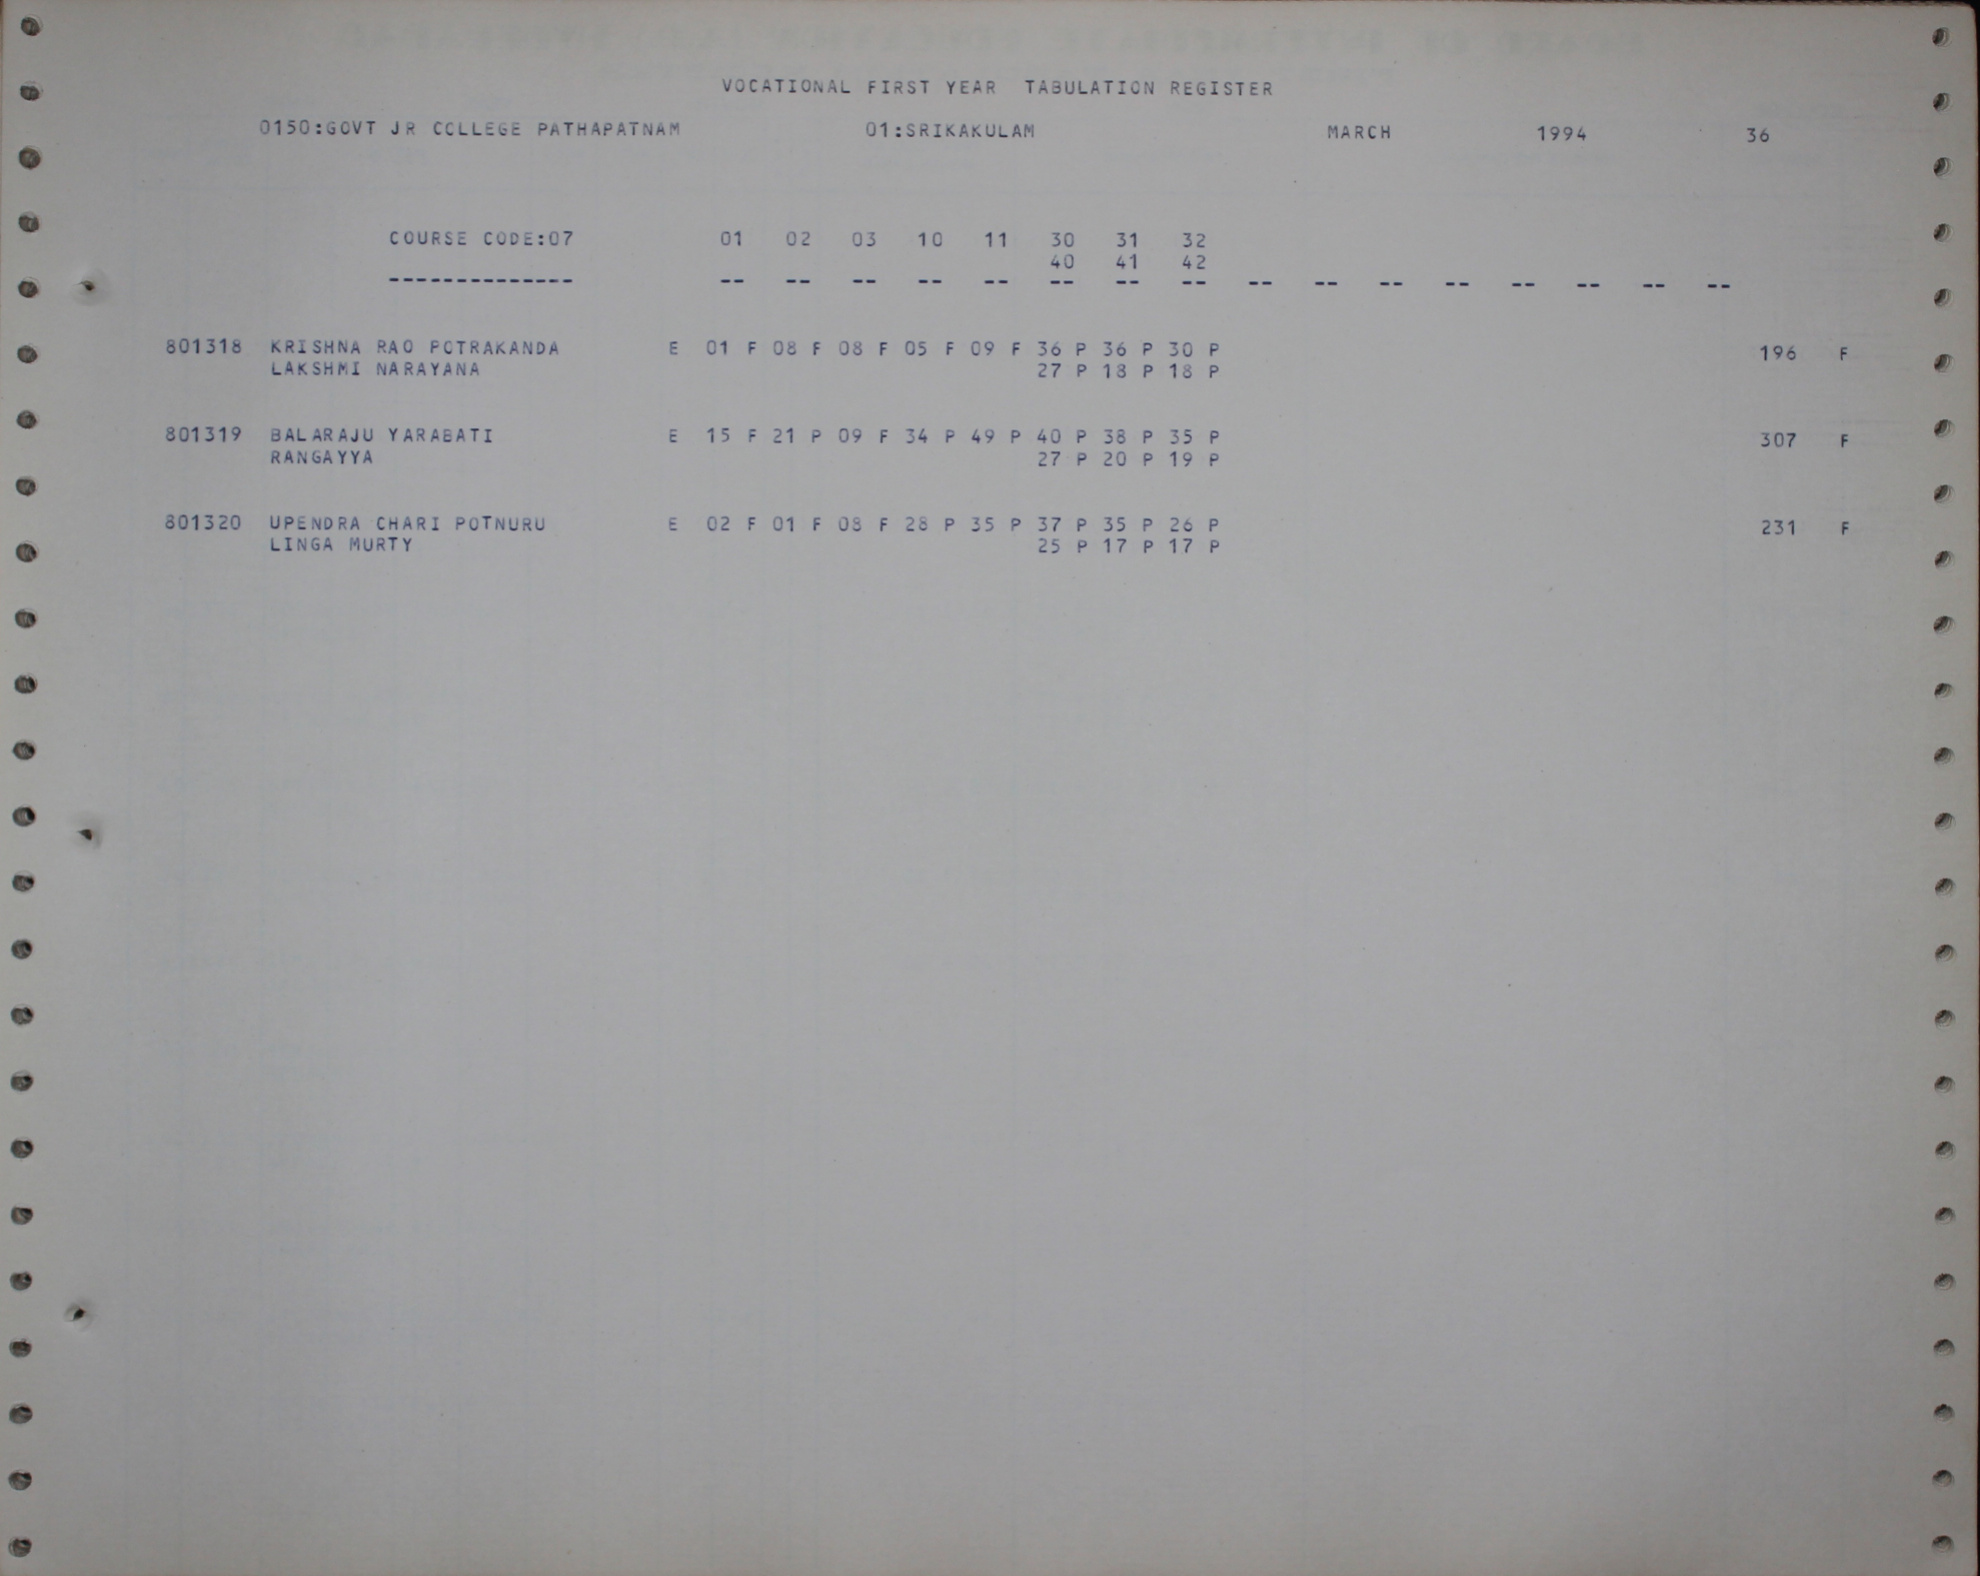 VOCATIONAL FIRST YEAR TABULATION REGISTER
0150:GOVT JR COLLEGE PATHAPATNAM 01:SRIKAKULAM MARCH 1994 36
COURSE CODE:07 01 02 03 10 11 30 31 32
40 41 42
-------------- -- -- -- -- -- -- -- -- -- -- -- -- -- -- -- --
801318 KRISHNA RAO POTRAKANDA E 01 F 08 F 08 F 05 F 09 F 36 P 36 P 30 P 196 F
LAKSHMI NARAYANA 27 P 18 P 18 P
801319 BALARAJU YARABATI E 15 F 21 P 09 F 34 P 49 P 40 P 38 P 35 P 307 F
RANGAYYA 27 P 20 P 19 P
801320 UPENDRA CHARI POTNURU E 02 F 01 F 08 F 28 P 35 P 37 P 35 P 26 P 231 F
LINGA MURTY 25 P 17 P 17 P